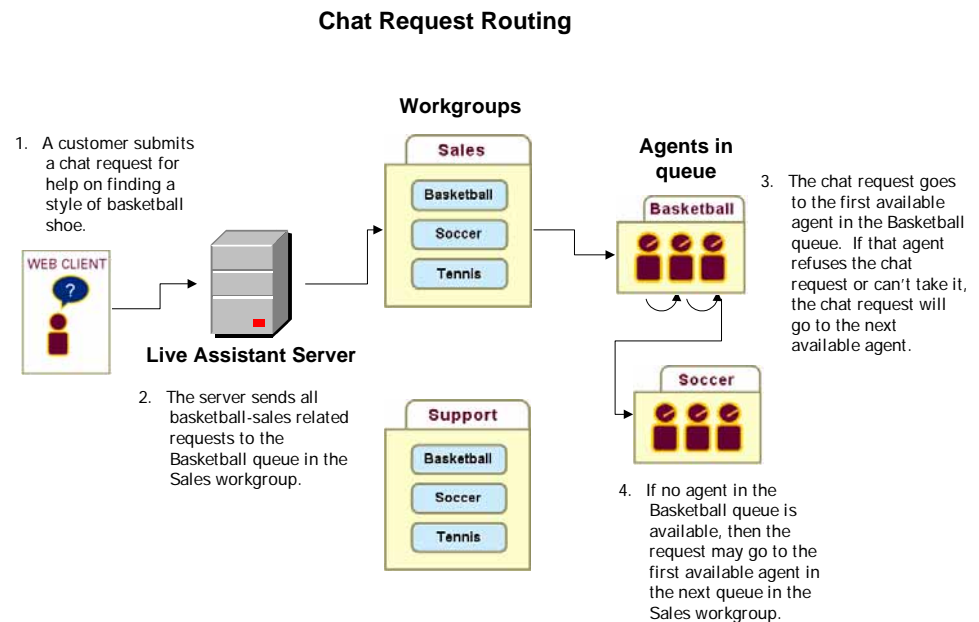 Chat Request Routing
Workgroups
1. A customer submits
a chat request for
help on finding a
style of basketball
shoe.
WEB CLIENT
?
Live Assistant Server
2. The server sends all
basketball-sales related
requests to the
Basketball queue in the
Sales workgroup.
Sales
Basketball
Soccer
Tennis
Support
Basketball
Soccer
Tennis
Agents in
queue
Basketball
3. The chat request goes
to the first available
agent in the Basketball
queue. If that agent
refuses the chat
request or can't take it,
the chat request will
go to the next
available agent.
Soccer
4. If no agent in the
Basketball queue is
available, then the
request may go to the
first available agent in
the next queue in the
Sales workgroup.